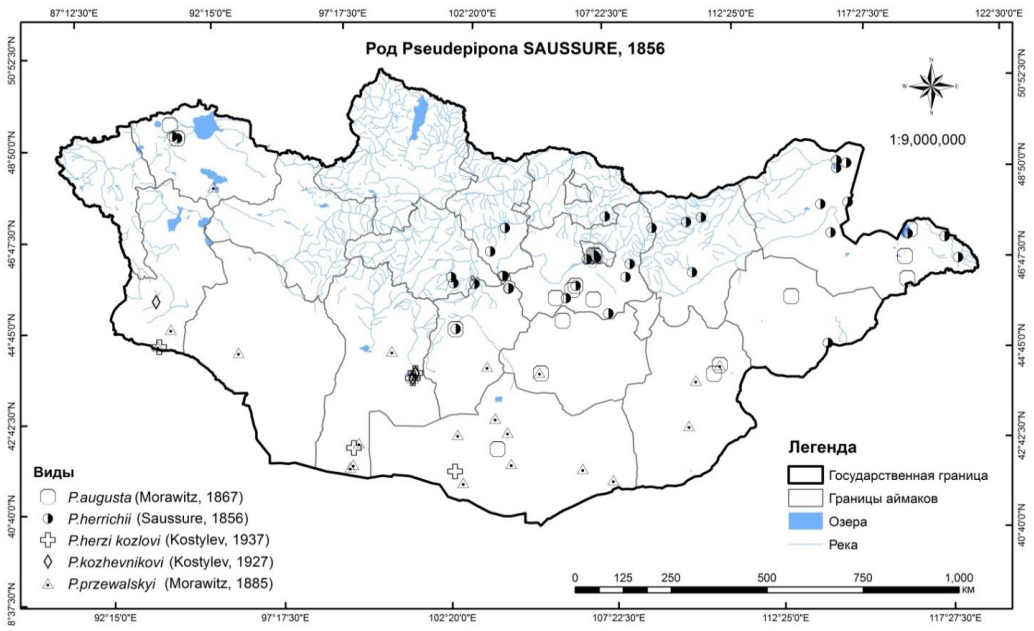 87°12'30"E 92°15'0"E 97°17'30"E 102°20'0"E 107°22'30"E 112°25'0"E 117°27'30"E 122°30'0"E
Род Pseudepipona SAUSSURE, 1856
N
W E
S
1:9,000,000
50°52'30"N 50°52'30"N
48°50'0"N 48°50'0"N
46°47'30"N 46°47'30"N
44°45'0"N 44°45'0"N
42°42'30"N 42°42'30"N
40°40'0"N 40°40'0"N
8°37'30"N 8°37'30"N
Виды
P.augusta (Morawitz, 1867)
P.herrichii (Saussure, 1856)
P.herzi kozlovi (Kostylev, 1937)
P.kozhevnikovi (Kostylev, 1927)
P.przewalskyi (Morawitz, 1885)
Легенда
Государственная граница
Границы аймаков
Озера
Река
0 125 250 500 750 1,000
км
92°15'0"E 97°17'30"E 102°20'0"E 107°22'30"E 112°25'0"E 117°27'30"E